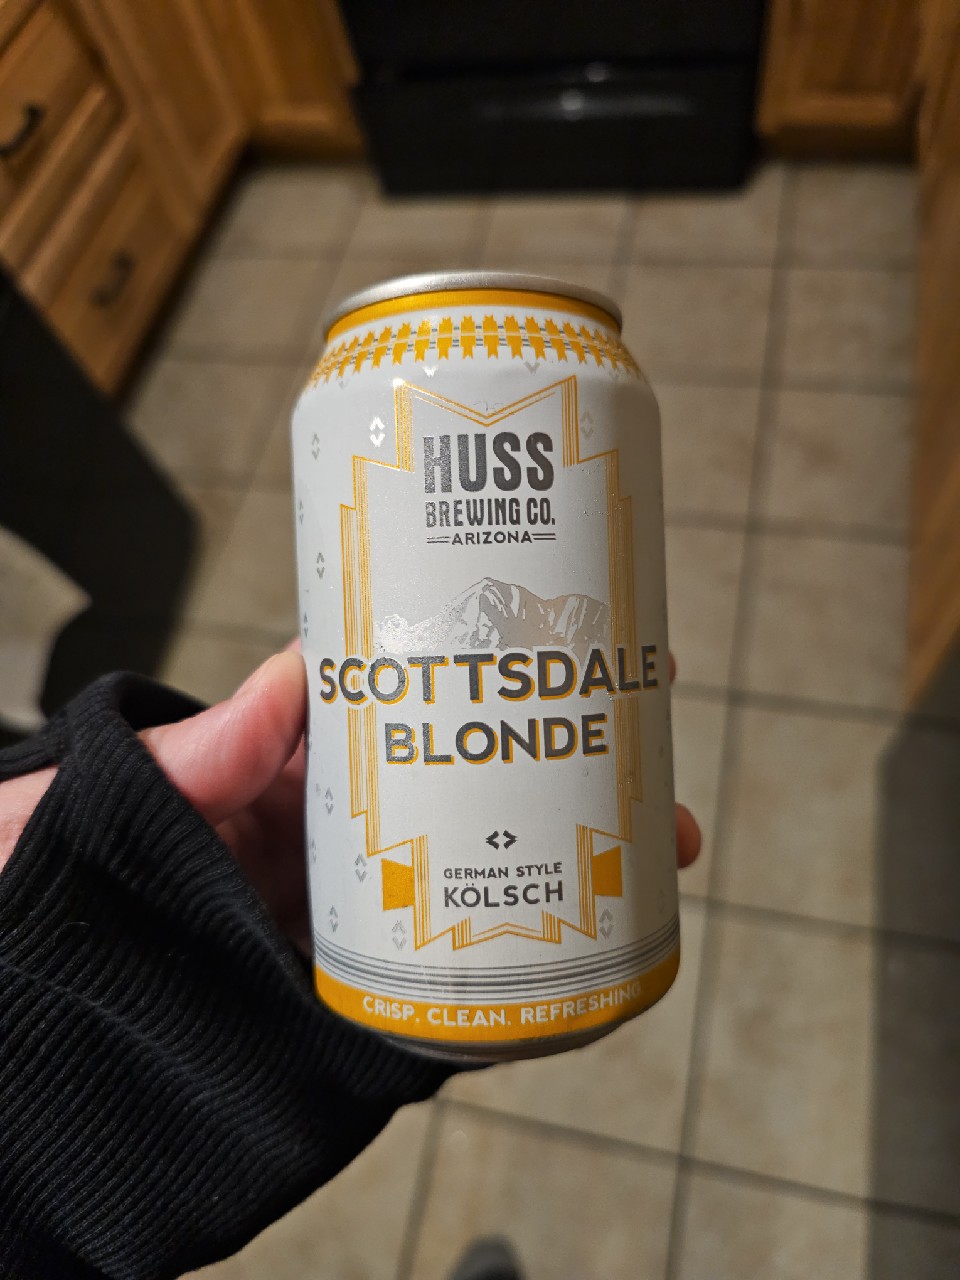 HUSS
BREWING CO.
ARIZONA
SCOTTSDALE
BLONDE
GERMAN STYLE
KÖLSCH
CRISP. CLEAN. REFRESHING